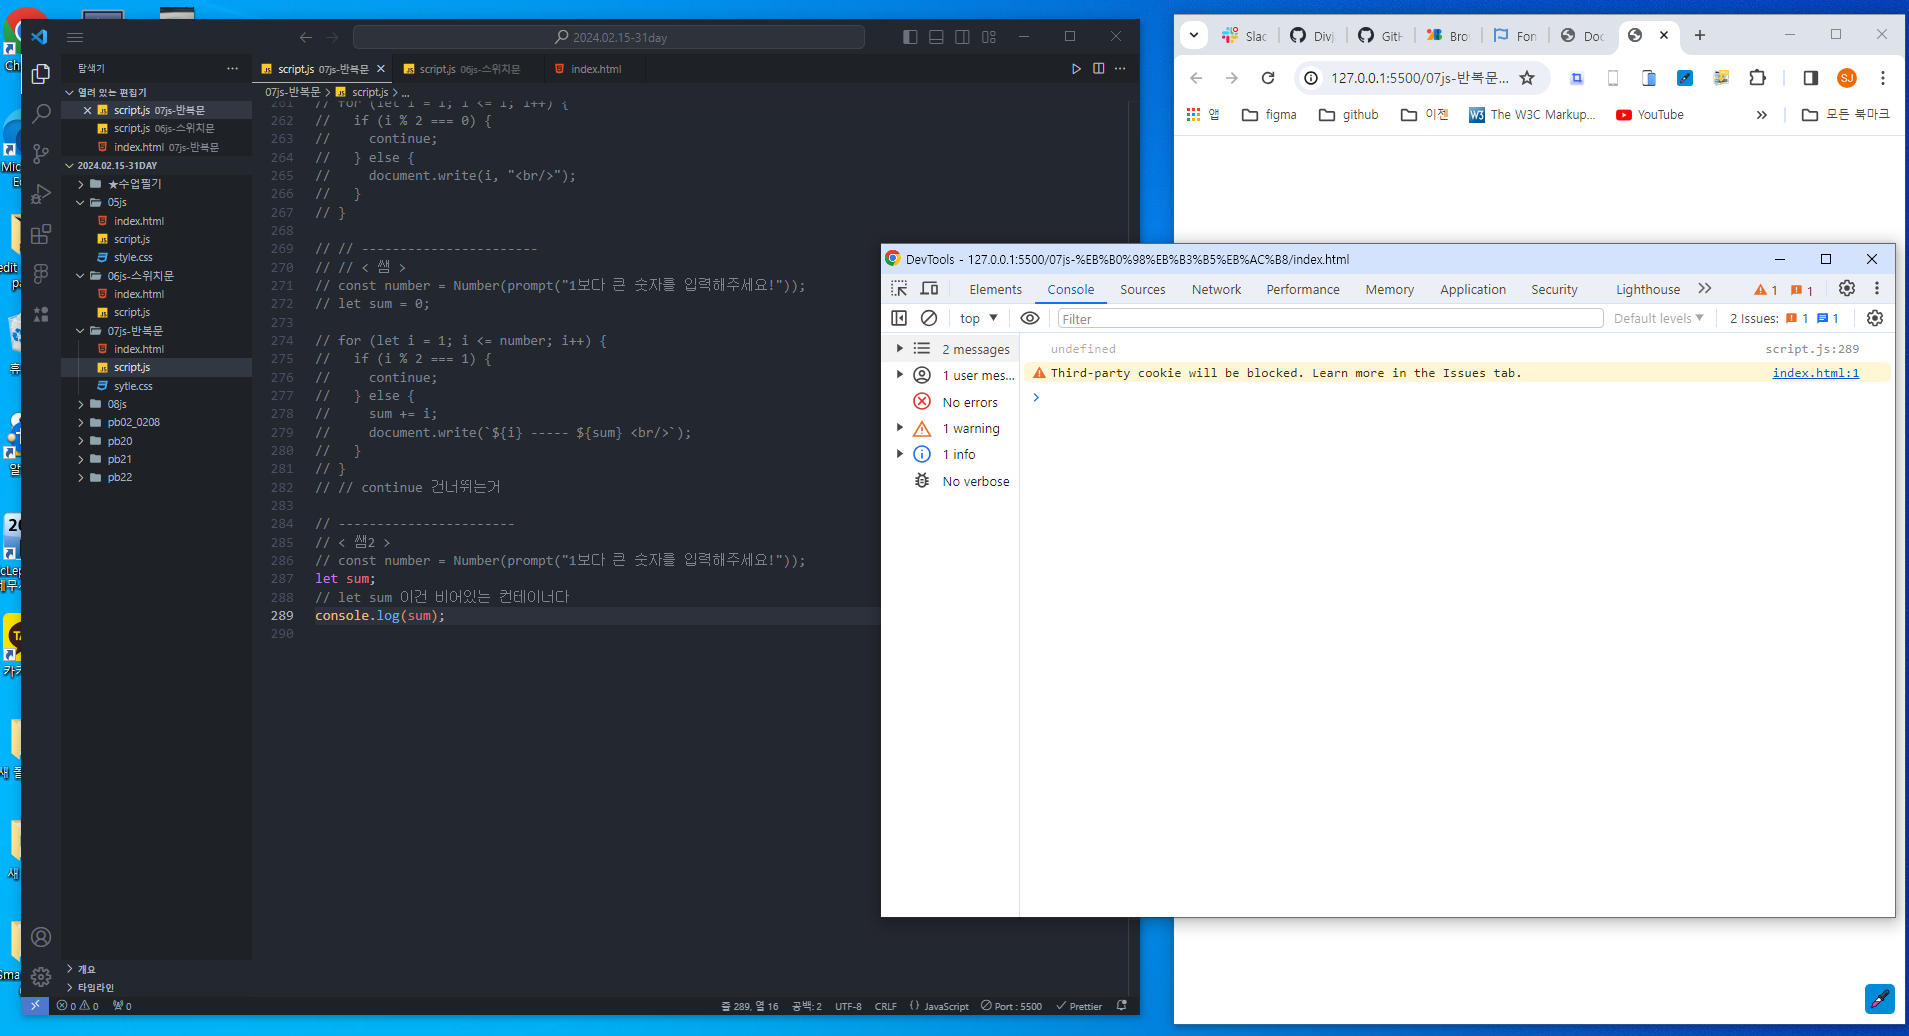 2024.02.15-31day
탐색기
열려 있는 편집기
script.js 07js-반복문
script.js 06js-스위치문
index.html 07js-반복문
2024.02.15-31DAY
★수업필기
05js
index.html
script.js
style.css
06js-스위치문
index.html
script.js
07js-반복문
index.html
script.js
sytle.css
08js
pb02_0208
pb20
pb21
pb22
개요
타임라인
script.js 07js-반복문
script.js 06js-스위치문
index.html
07js-반복문 > script.js > ...
261 // for (let i = 1; i <= 1; i++) {
262 //   if (i % 2 === 0) {
263 //     continue;
264 //   } else {
265 //     document.write(i, "<br/>");
266 //   }
267 // }
268
269 // // -----------------------
270 // // < 쌤 >
271 // const number = Number(prompt("1보다 큰 숫자를 입력해주세요!"));
272 // let sum = 0;
273
274 // for (let i = 1; i <= number; i++) {
275 //   if (i % 2 === 1) {
276 //     continue;
277 //   } else {
278 //     sum += i;
279 //     document.write(`${i} ----- ${sum} <br/>`);
280 //   }
281 // }
282 // // continue 건너뛰는거
283
284 // -----------------------
285 // < 쌤2 >
286 // const number = Number(prompt("1보다 큰 숫자를 입력해주세요!"));
287 let sum;
288 // let sum 이건 비어있는 컨테이너다
289 console.log(sum);
290
0 0 0
줄 289, 열 16 공백: 2 UTF-8 CRLF {} JavaScript Port : 5500 Prettier
Slac
Divj
GitH
Bro
Fon
Doc
127.0.0.1:5500/07js-반복문...
SJ
앱
figma
github
이젠
The W3C Markup...
YouTube
모든 북마크
DevTools - 127.0.0.1:5500/07js-%EB%B0%98%EB%B3%B5%EB%AC%B8/index.html
Elements Console Sources Network Performance Memory Application Security Lighthouse 1 1
top Filter Default levels 2 Issues: 1 1
2 messages
1 user mes...
No errors
1 warning
1 info
No verbose
undefined script.js:289
Third-party cookie will be blocked. Learn more in the Issues tab. index.html:1